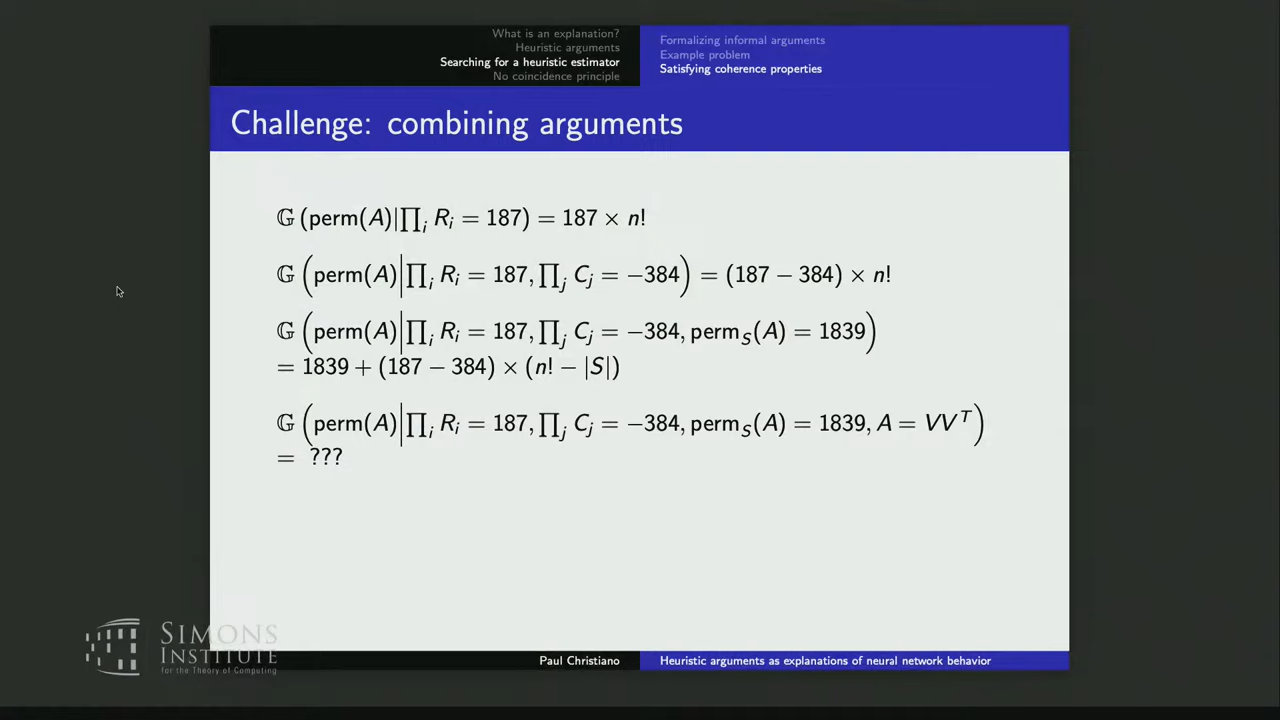 What is an explanation?
Heuristic arguments
Searching for a heuristic estimator
No coincidence principle
Formalizing informal arguments
Example problem
Satisfying coherence properties
Challenge: combining arguments
𝔾 (perm(A)|∏ᵢ Rᵢ = 187) = 187 × n!
𝔾 (perm(A)|∏ᵢ Rᵢ = 187, ∏ⱼ Cⱼ = −384) = (187 − 384) × n!
𝔾 (perm(A)|∏ᵢ Rᵢ = 187, ∏ⱼ Cⱼ = −384, perm_S(A) = 1839)
= 1839 + (187 − 384) × (n! − |S|)
𝔾 (perm(A)|∏ᵢ Rᵢ = 187, ∏ⱼ Cⱼ = −384, perm_S(A) = 1839, A = VVᵀ)
= ???
SIMONS
INSTITUTE
for the Theory of Computing
Paul Christiano
Heuristic arguments as explanations of neural network behavior